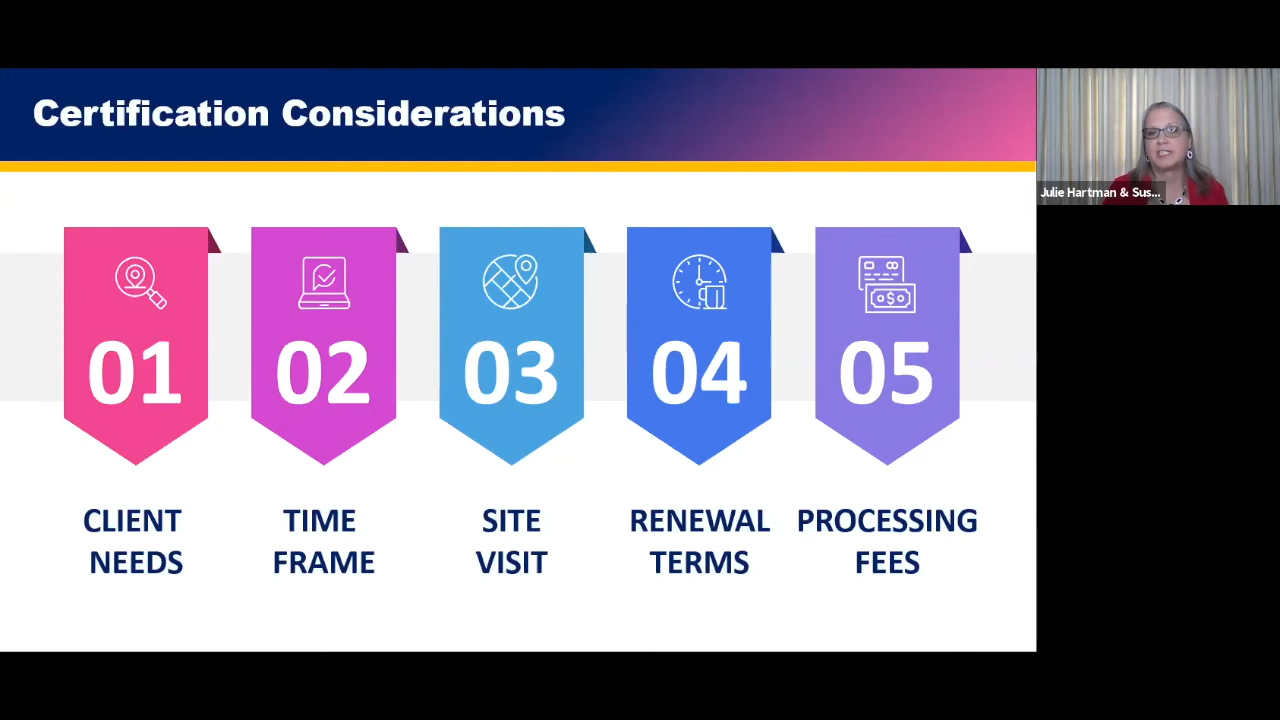 Certification Considerations
Julie Hartman & Sus...
01
02
03
04
05
CLIENT
NEEDS
TIME
FRAME
SITE
VISIT
RENEWAL
TERMS
PROCESSING
FEES